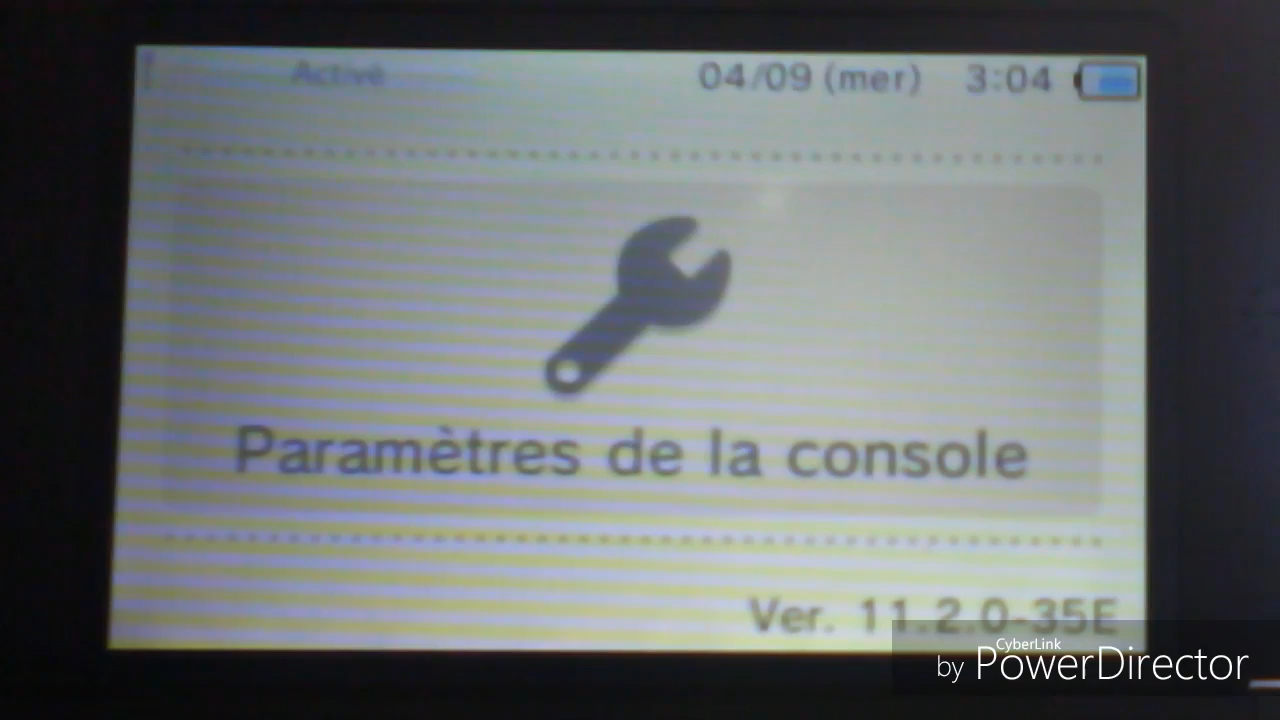 Activé 04/09 (mer) 3:04
Paramètres de la console
Ver. 11.2.0-35E
CyberLink
by PowerDirector